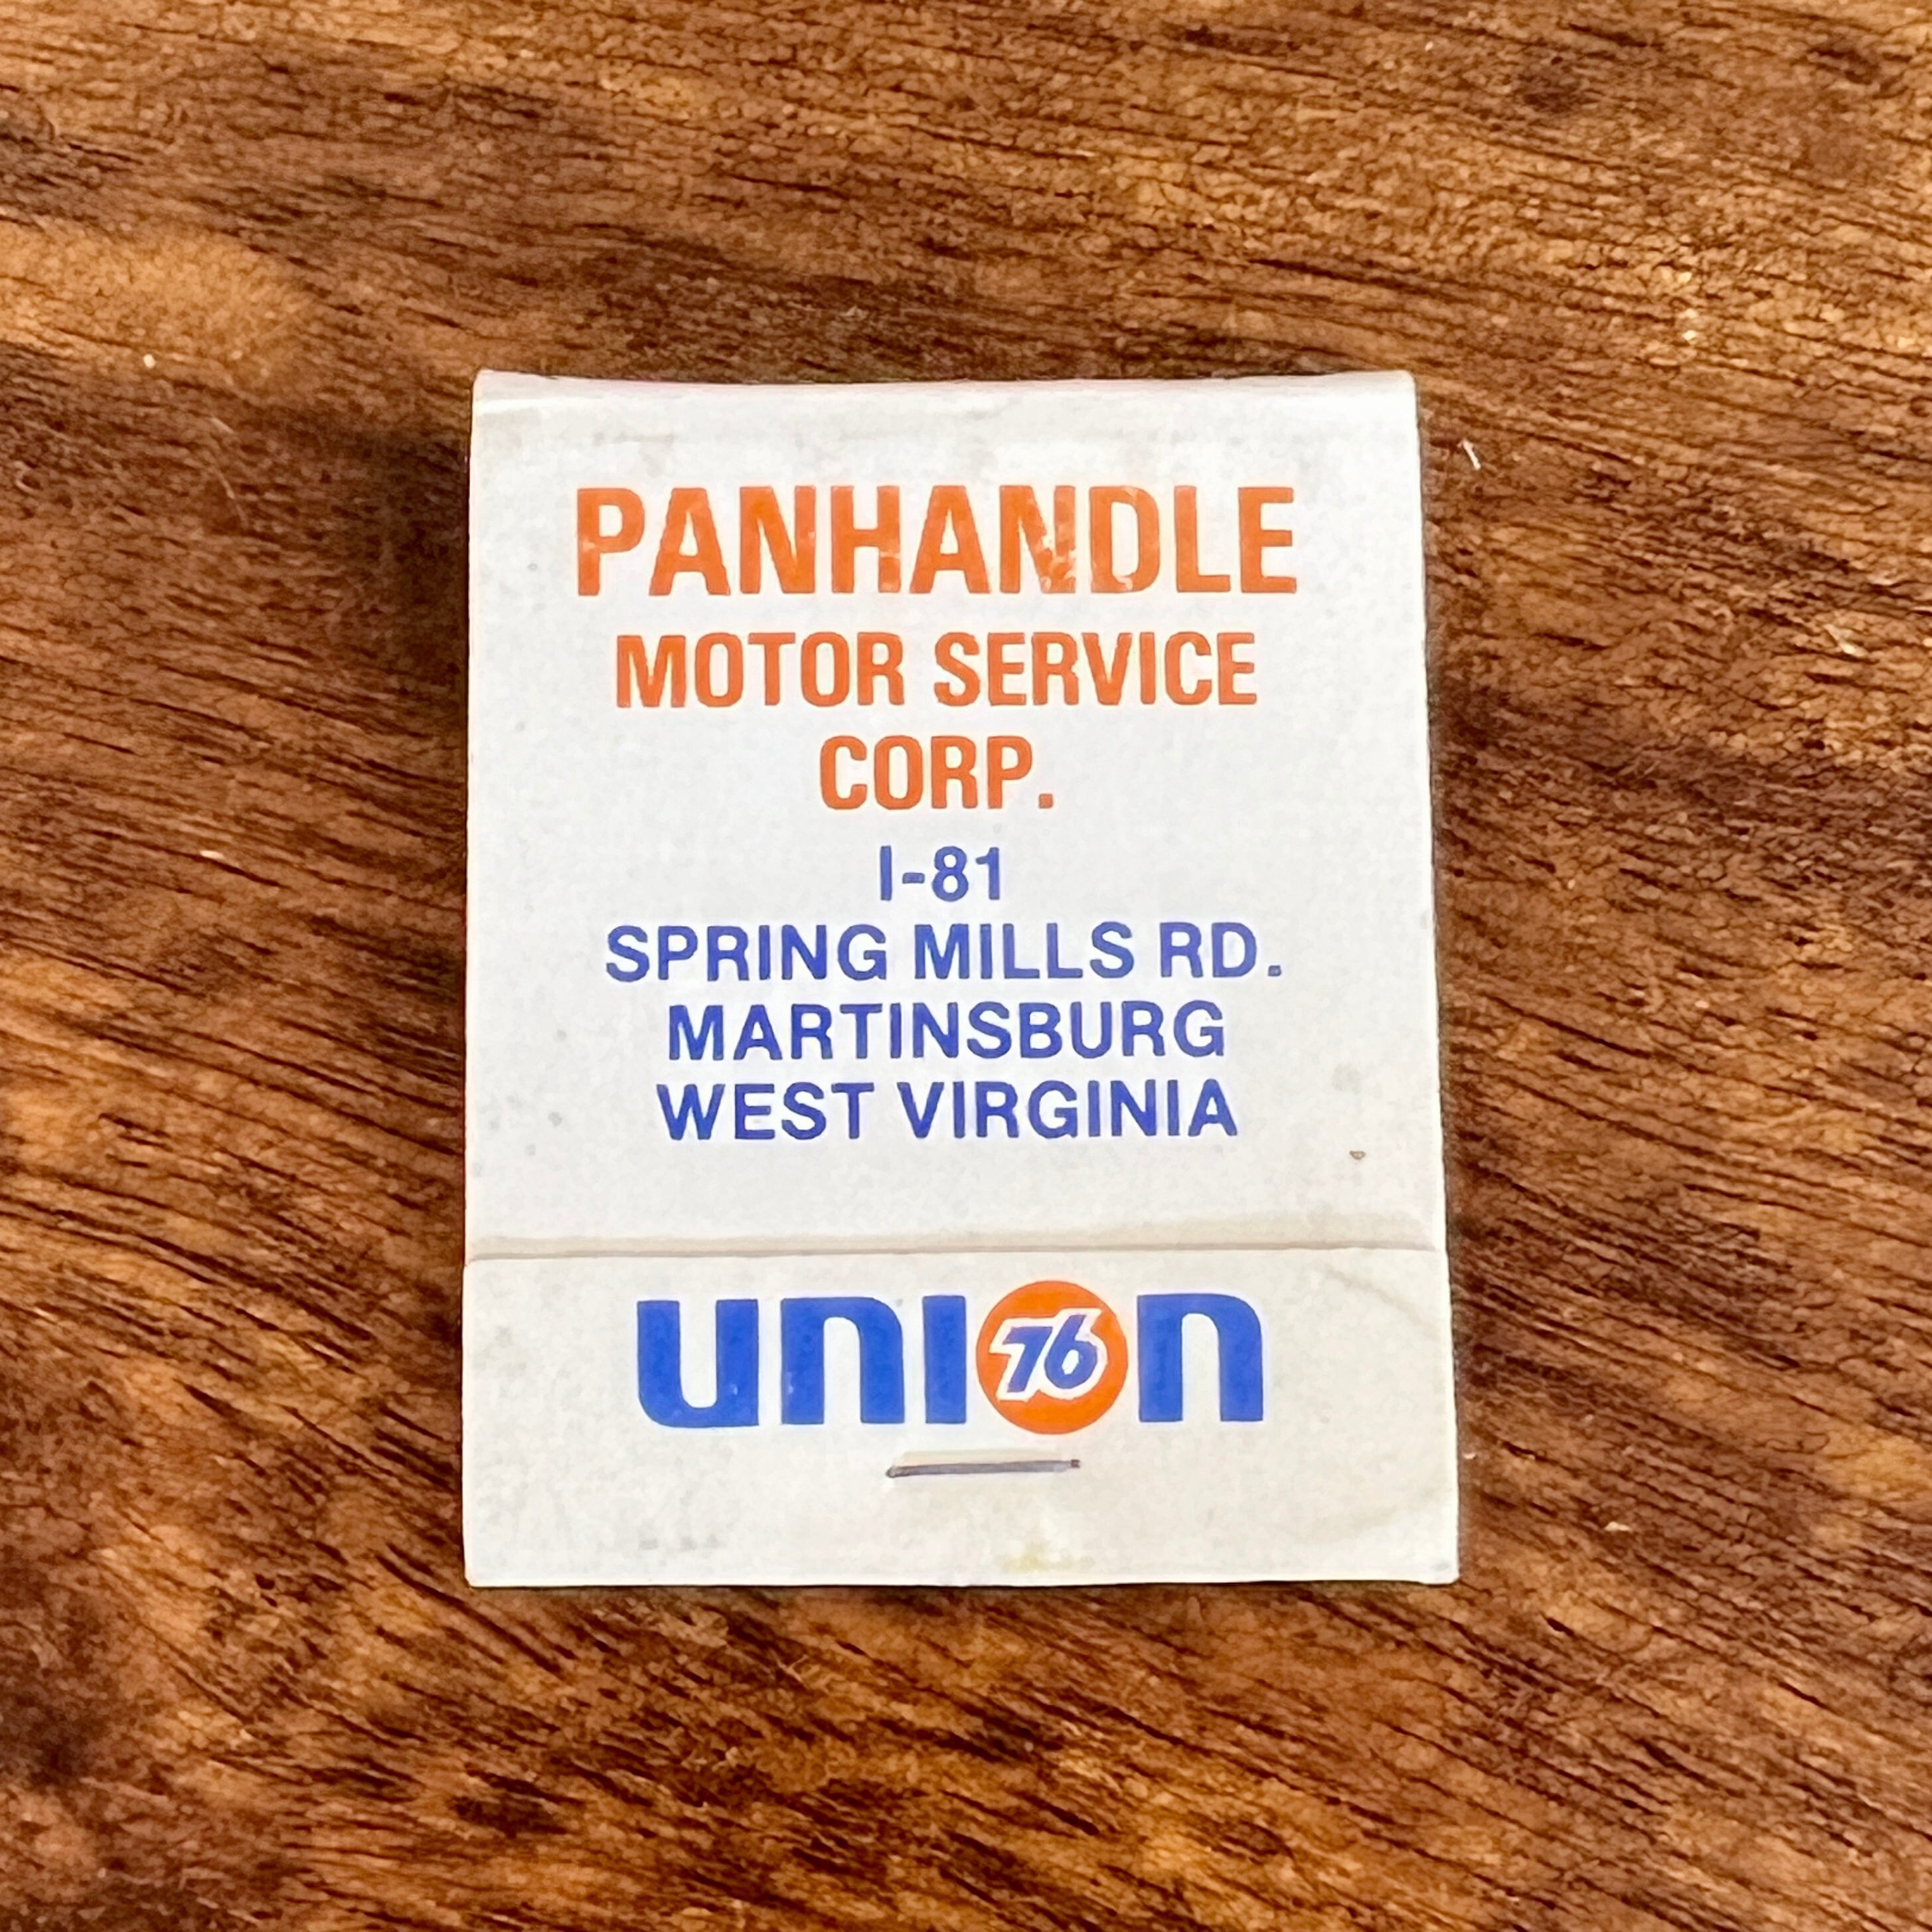 PANHANDLE
MOTOR SERVICE
CORP.
I-81
SPRING MILLS RD.
MARTINSBURG
WEST VIRGINIA
union
76